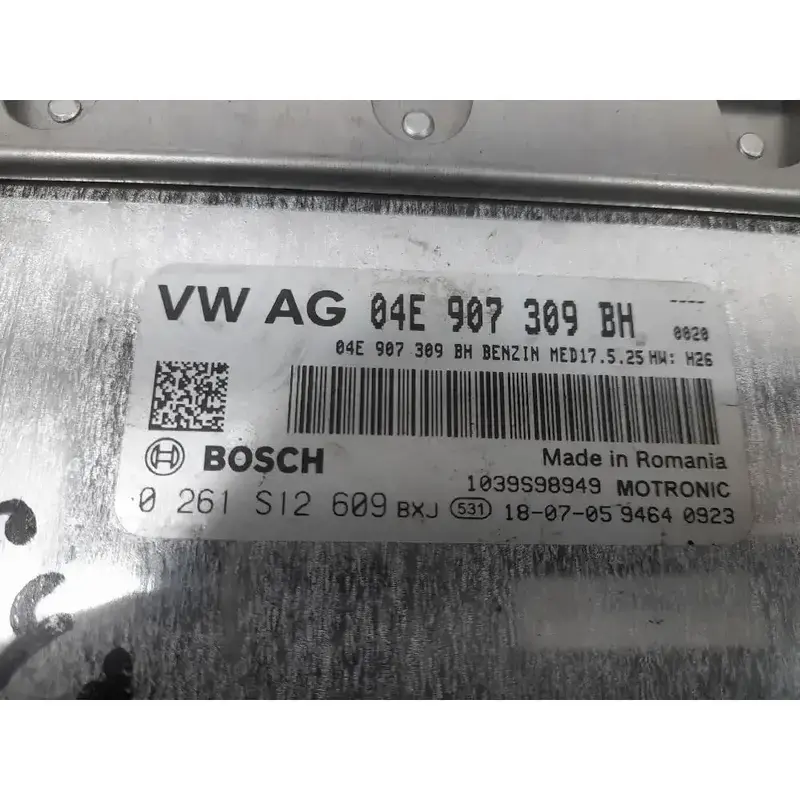 VW AG 04E 907 309 BH ----
0020
04E 907 309 BH BENZIN MED17.5.25 HW: H26
BOSCH Made in Romania
1039S98949 MOTRONIC
0 261 S12 609 BXJ 531 18-07-05 9464 0923